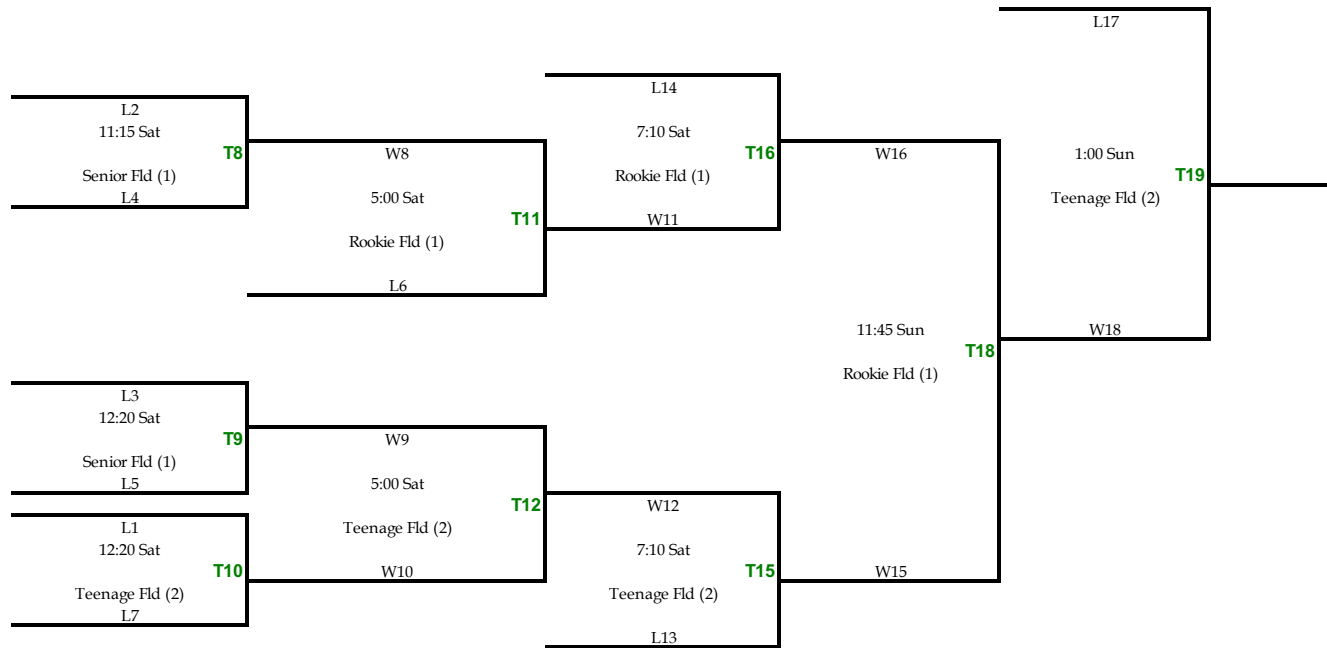 L17
L14
L2
11:15 Sat
7:10 Sat
T8
W8
T16
W16
1:00 Sun
Senior Fld (1)
Rookie Fld (1)
T19
L4
5:00 Sat
Teenage Fld (2)
T11
W11
Rookie Fld (1)
L6
11:45 Sun
W18
T18
Rookie Fld (1)
L3
12:20 Sat
T9
W9
Senior Fld (1)
L5
5:00 Sat
T12
W12
L1
Teenage Fld (2)
12:20 Sat
7:10 Sat
T10
W10
T15
W15
Teenage Fld (2)
Teenage Fld (2)
L7
L13